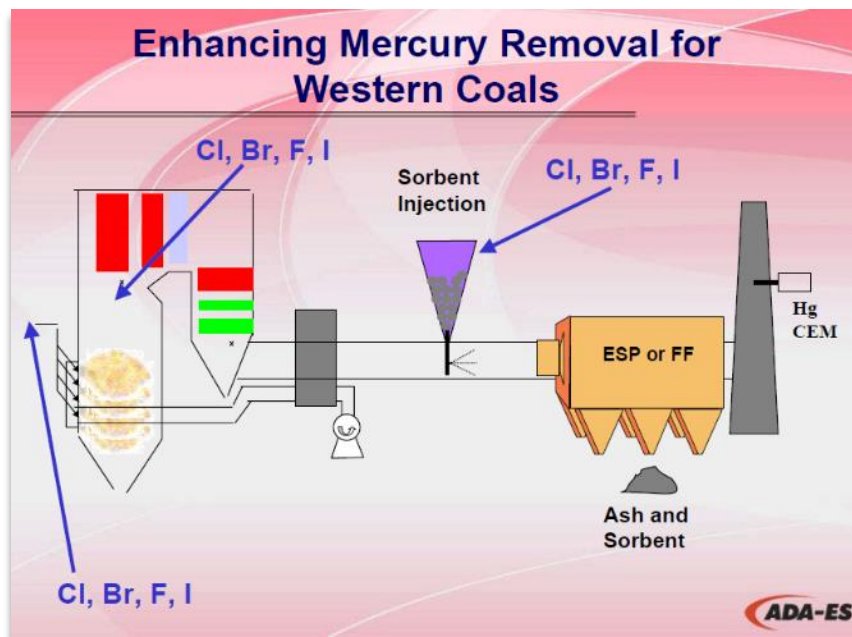 Enhancing Mercury Removal for
Western Coals
Cl, Br, F, I
Sorbent
Injection
Cl, Br, F, I
Hg
CEM
ESP or FF
Ash and
Sorbent
Cl, Br, F, I
ADA-ES